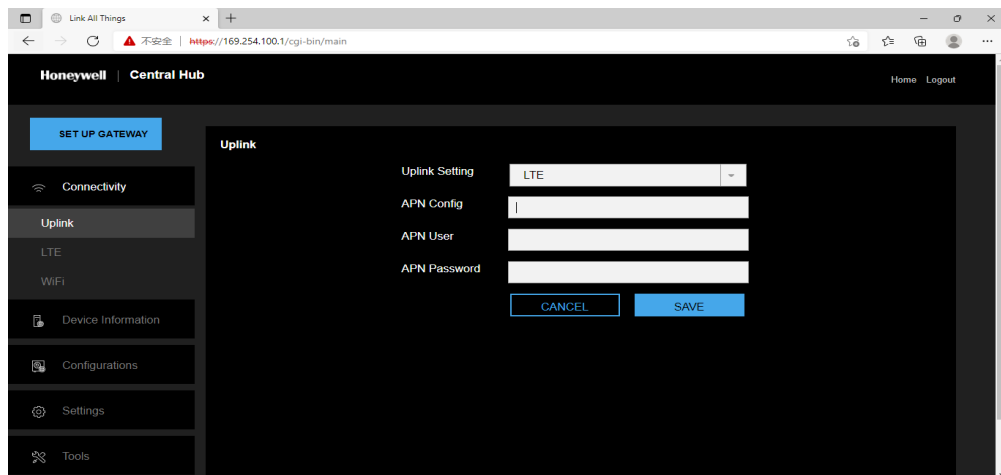 Link All Things
不安全 | https://169.254.100.1/cgi-bin/main
Honeywell | Central Hub
Home Logout
SET UP GATEWAY
Connectivity
Uplink
LTE
WiFi
Device Information
Configurations
Settings
Tools
Uplink
Uplink Setting LTE
APN Config
APN User
APN Password
CANCEL SAVE